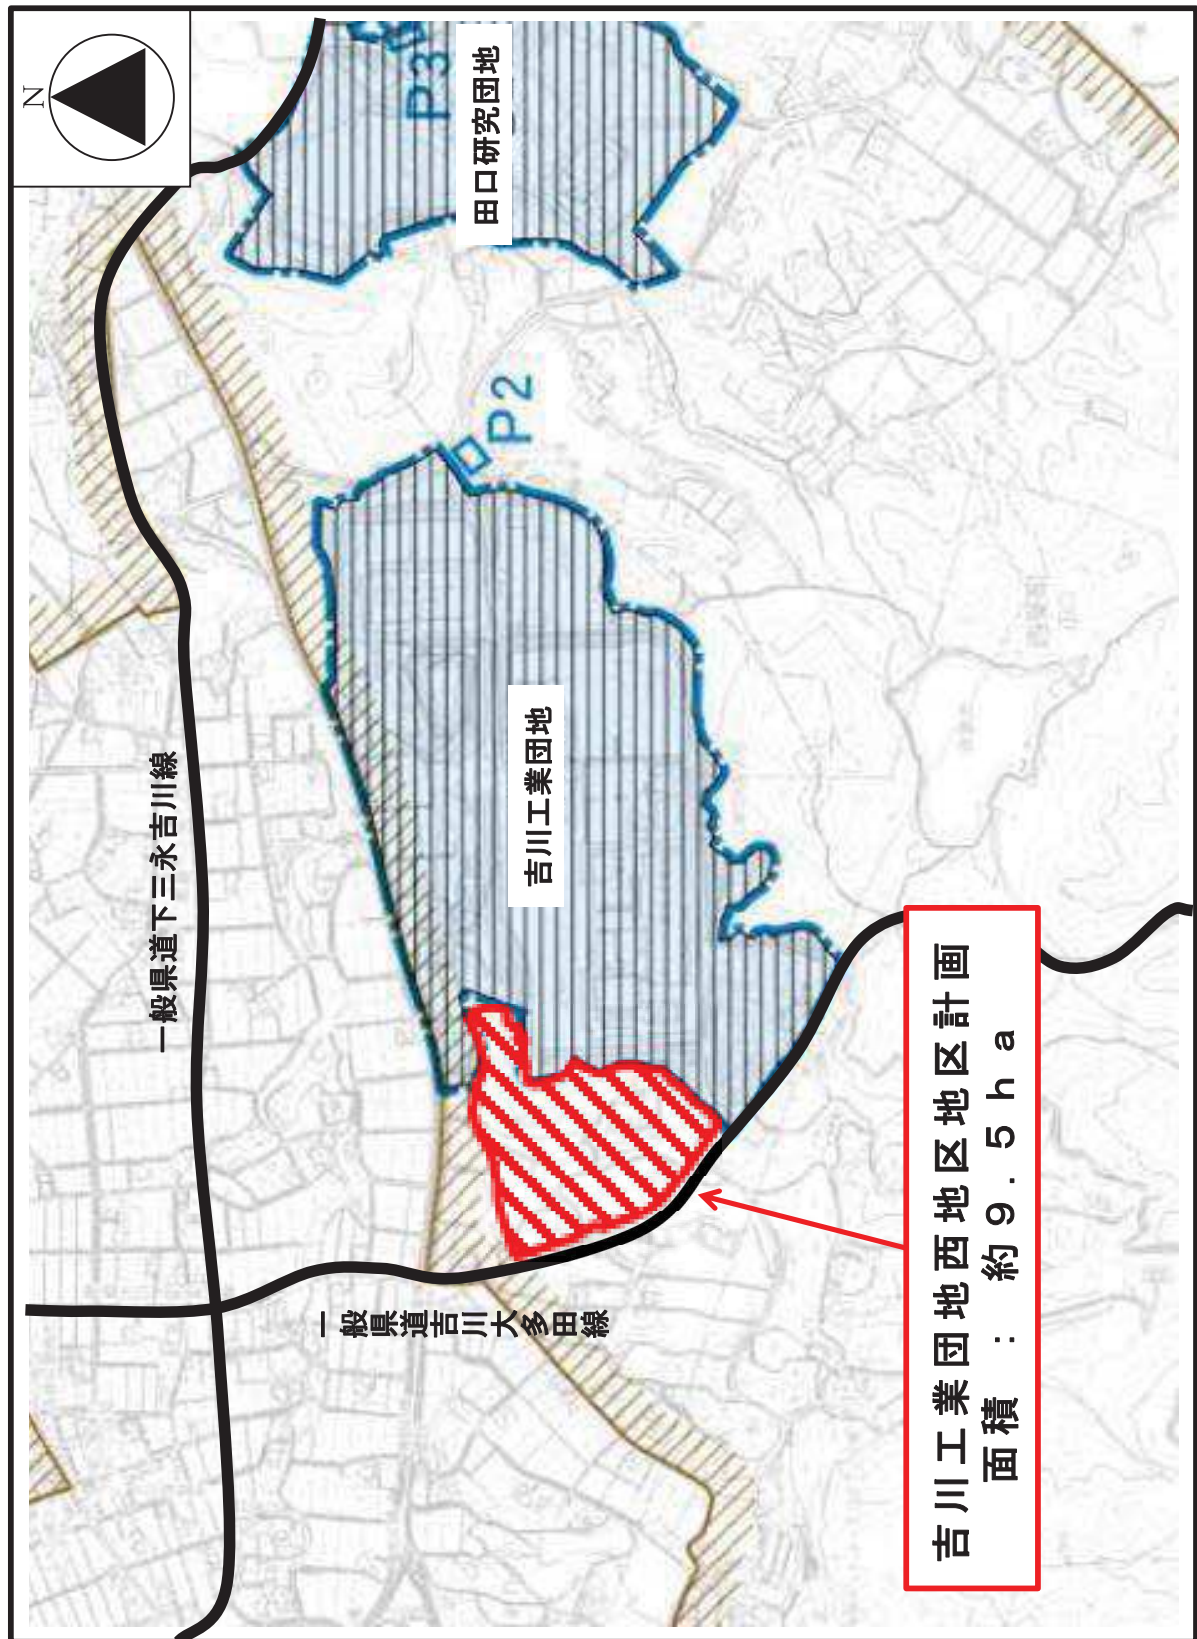 N
田口研究団地
P3
P2
吉川工業団地
一般県道下三永吉川線
一般県道吉川大多田線
吉川工業団地西地区地区計画
面積 : 約9.5ha